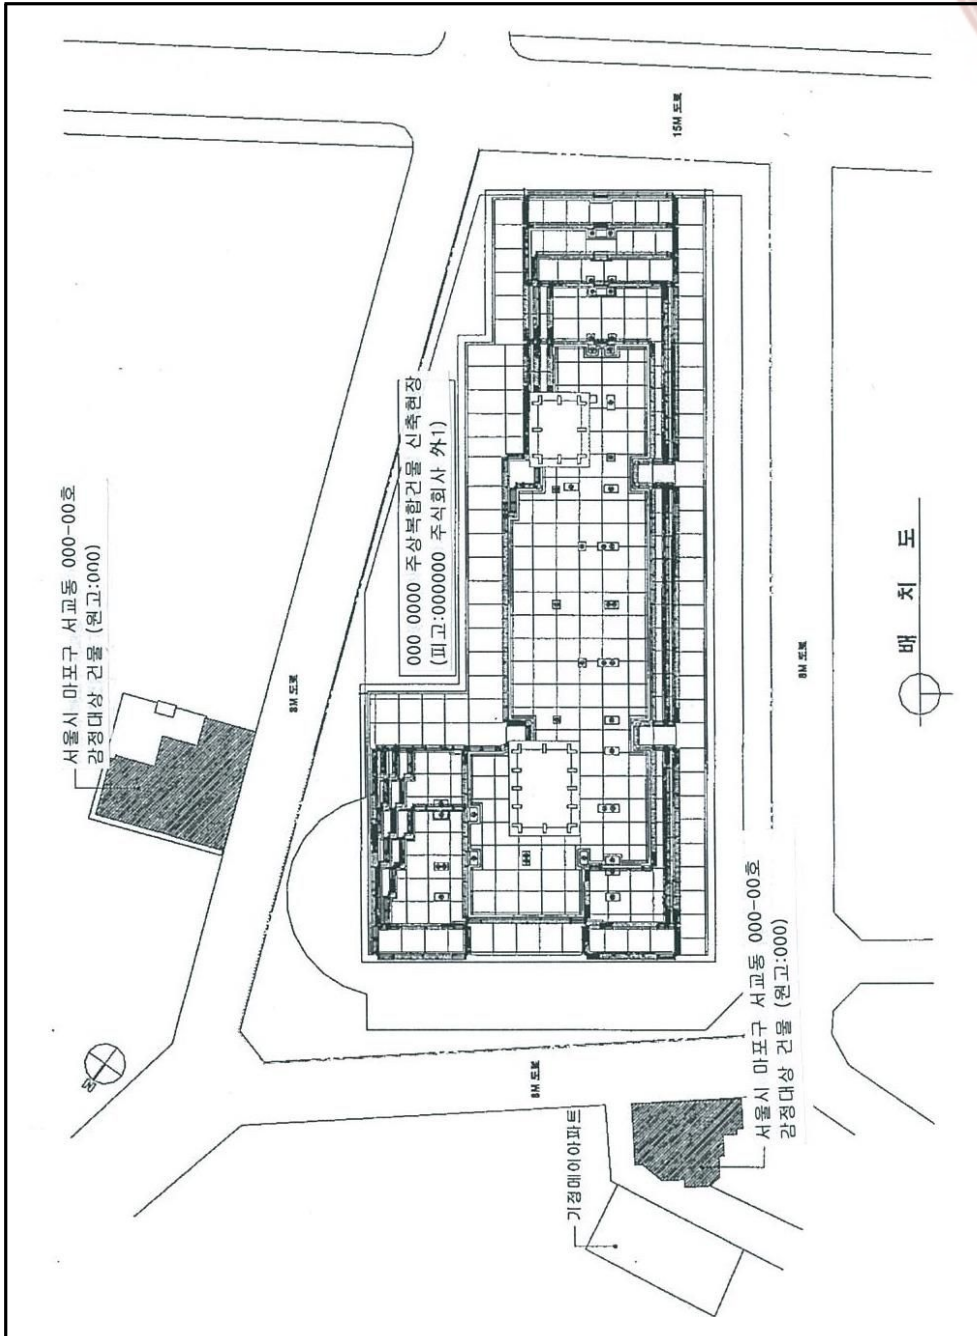 15M 도로
서울시 마포구 서교동 000-00호
감정대상 건물 (원고:000)
000 0000 주상복합건물 신축현장
(피고:000000 주식회사 外1)
8M 도로
8M 도로
배 치 도
서울시 마포구 서교동 000-00호
감정대상 건물 (원고:000)
N
8M 도로
기정메이아파트